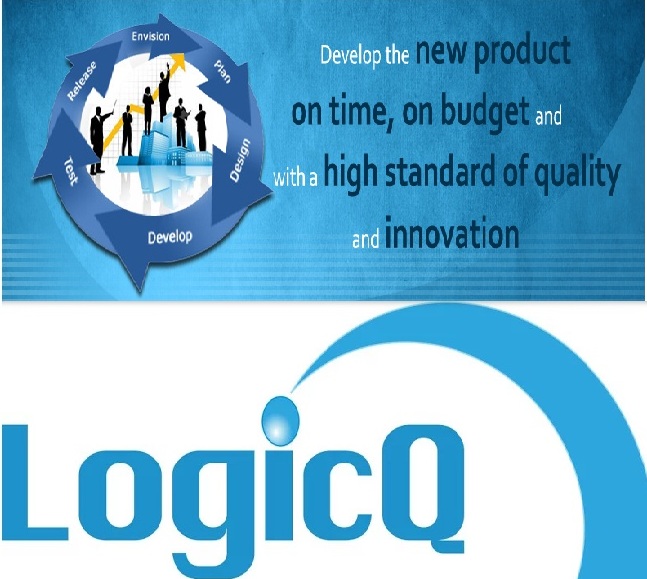 Envision
Plan
Design
Develop
Test
Release
Develop the new product
on time, on budget and
with a high standard of quality
and innovation
LogicQ